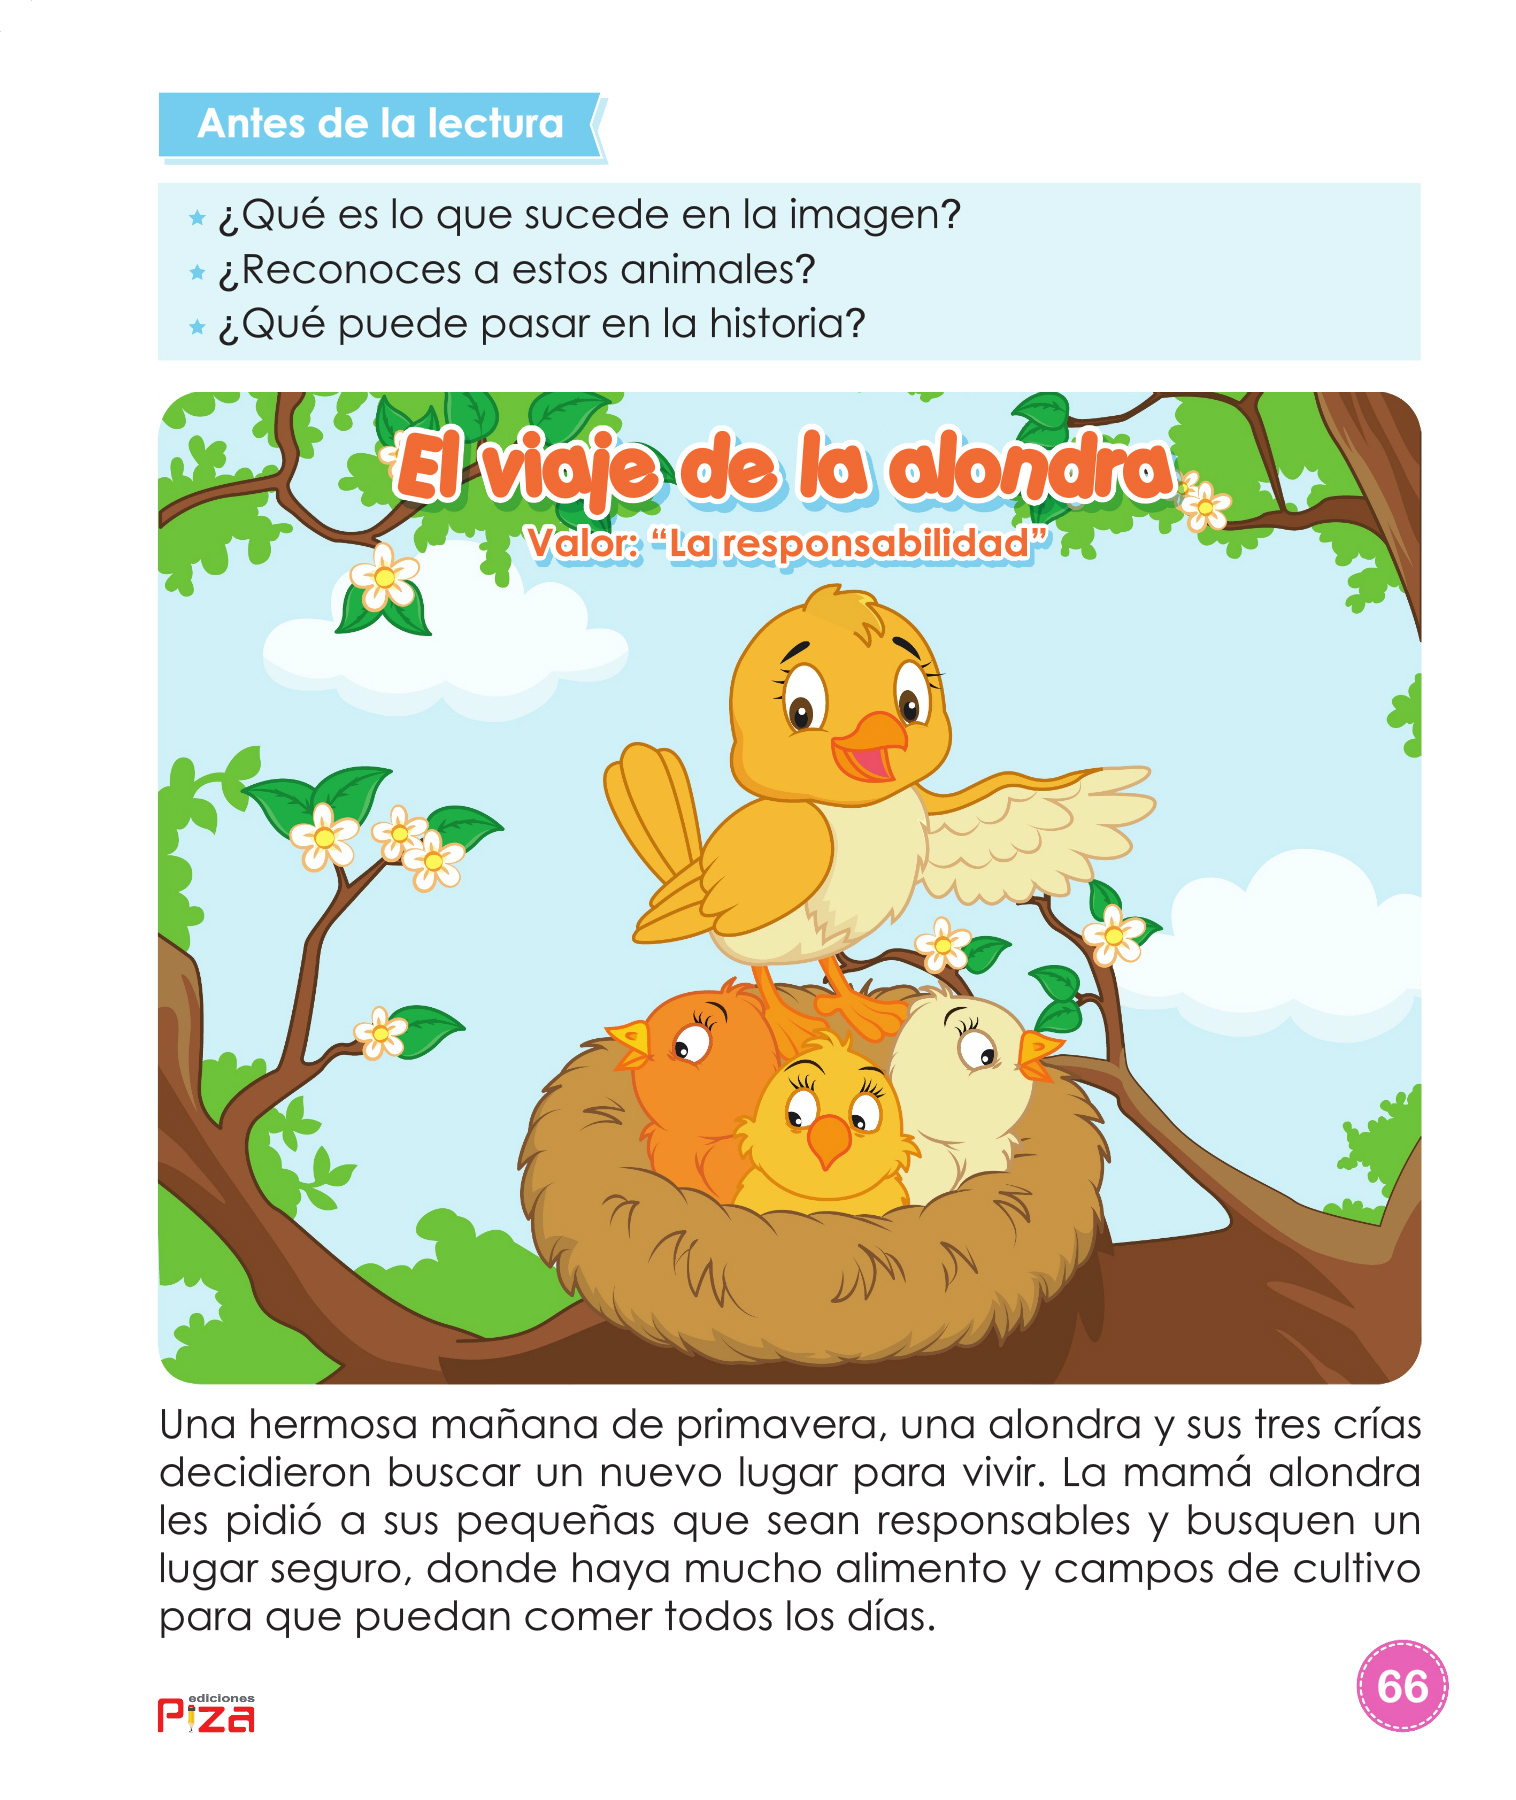 Antes de la lectura
¿Qué es lo que sucede en la imagen?
¿Reconoces a estos animales?
¿Qué puede pasar en la historia?
El viaje de la alondra
Valor: “La responsabilidad”
Una hermosa mañana de primavera, una alondra y sus tres crías
decidieron buscar un nuevo lugar para vivir. La mamá alondra
les pidió a sus pequeñas que sean responsables y busquen un
lugar seguro, donde haya mucho alimento y campos de cultivo
para que puedan comer todos los días.
ediciones
Piza
66